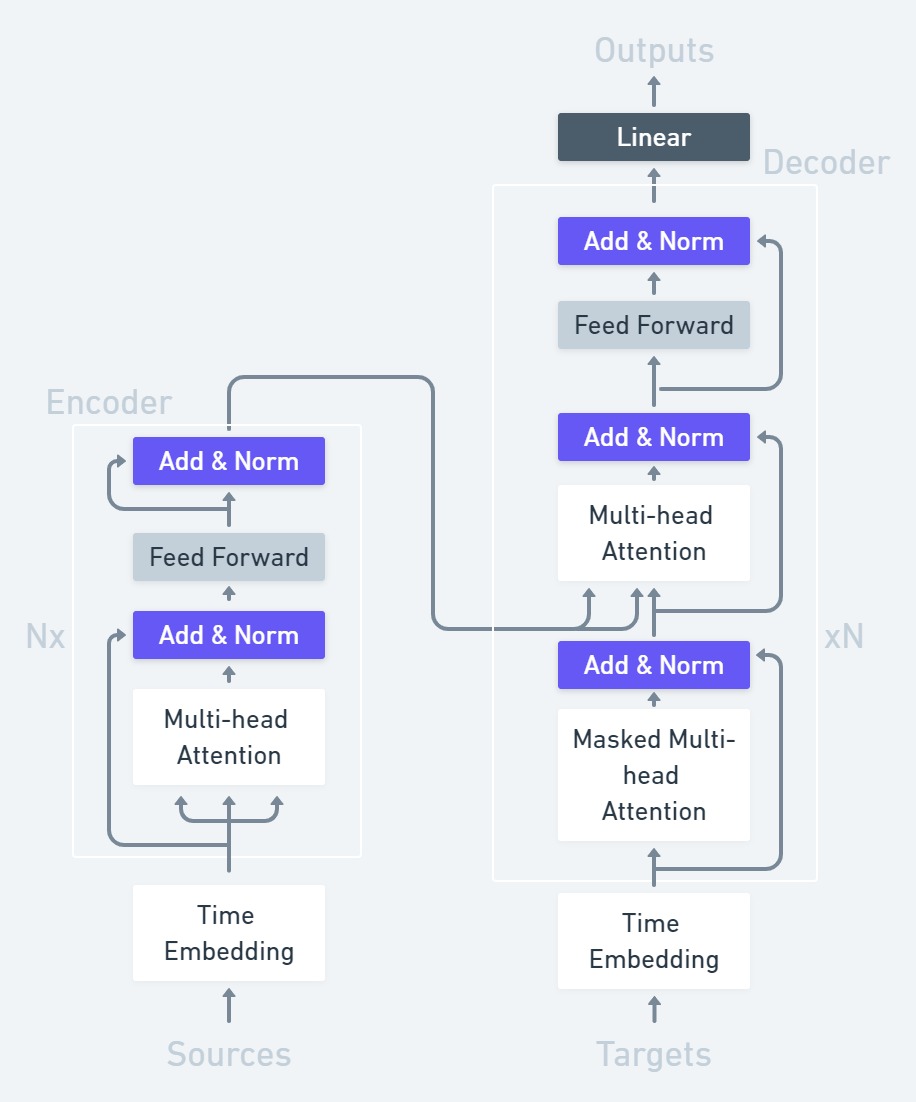 Outputs
Linear
Decoder
Add & Norm
Feed Forward
Add & Norm
Multi-head
Attention
Add & Norm
Masked Multi-
head
Attention
xN
Time
Embedding
Targets
Encoder
Add & Norm
Feed Forward
Add & Norm
Nx
Multi-head
Attention
Time
Embedding
Sources